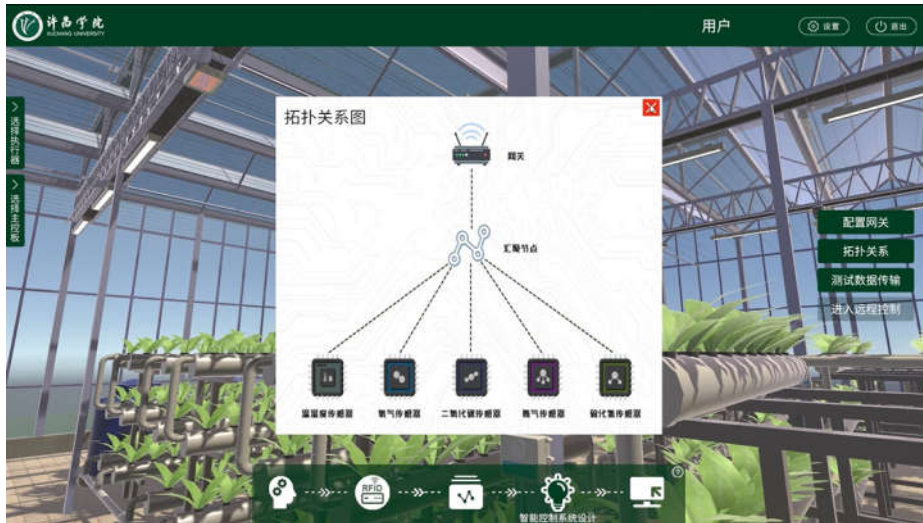 许昌学院
XUCHANG UNIVERSITY
用户
设置
退出
选择执行器
选择主控板
拓扑关系图
网关
汇聚节点
温湿度传感器
氧气传感器
二氧化碳传感器
氨气传感器
硫化氢传感器
配置网关
拓扑关系
测试数据传输
进入远程控制
RFID
智能控制系统设计
?